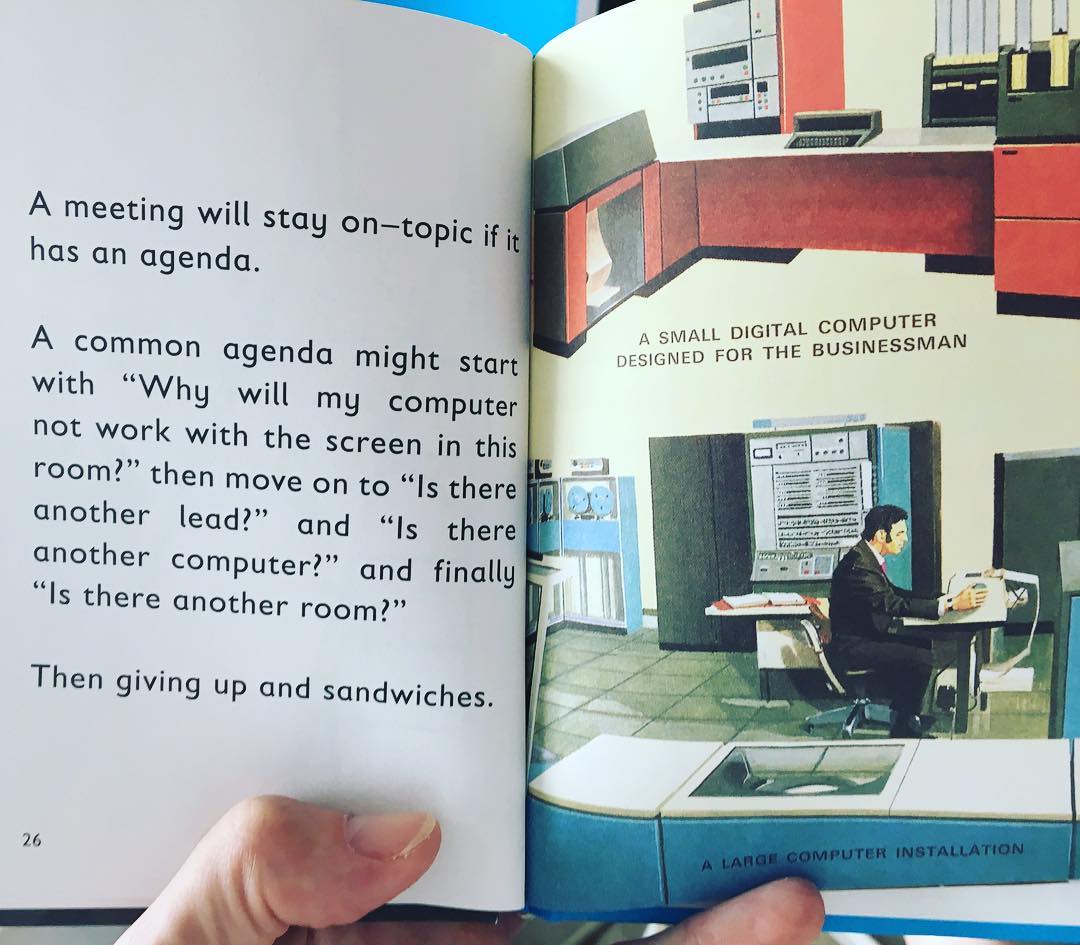 A meeting will stay on–topic if it
has an agenda.
A common agenda might start
with “Why will my computer
not work with the screen in this
room?” then move on to “Is there
another lead?” and “Is there
another computer?” and finally
“Is there another room?”
Then giving up and sandwiches.
26
A SMALL DIGITAL COMPUTER
DESIGNED FOR THE BUSINESSMAN
A LARGE COMPUTER INSTALLATION